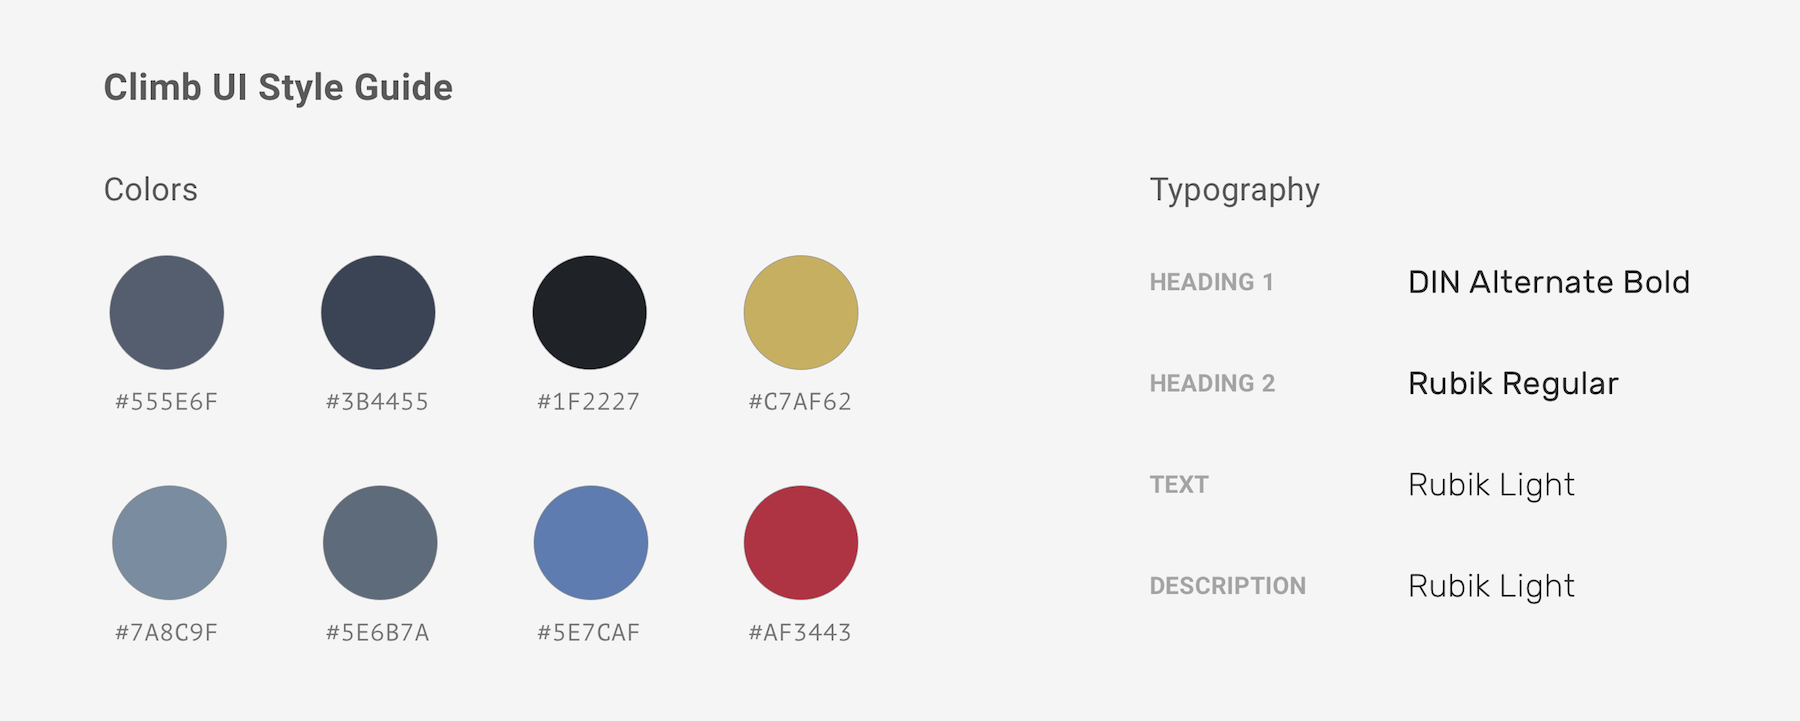 Climb UI Style Guide
Colors
#555E6F #3B4455 #1F2227 #C7AF62
#7A8C9F #5E6B7A #5E7CAF #AF3443
Typography
HEADING 1 DIN Alternate Bold
HEADING 2 Rubik Regular
TEXT Rubik Light
DESCRIPTION Rubik Light